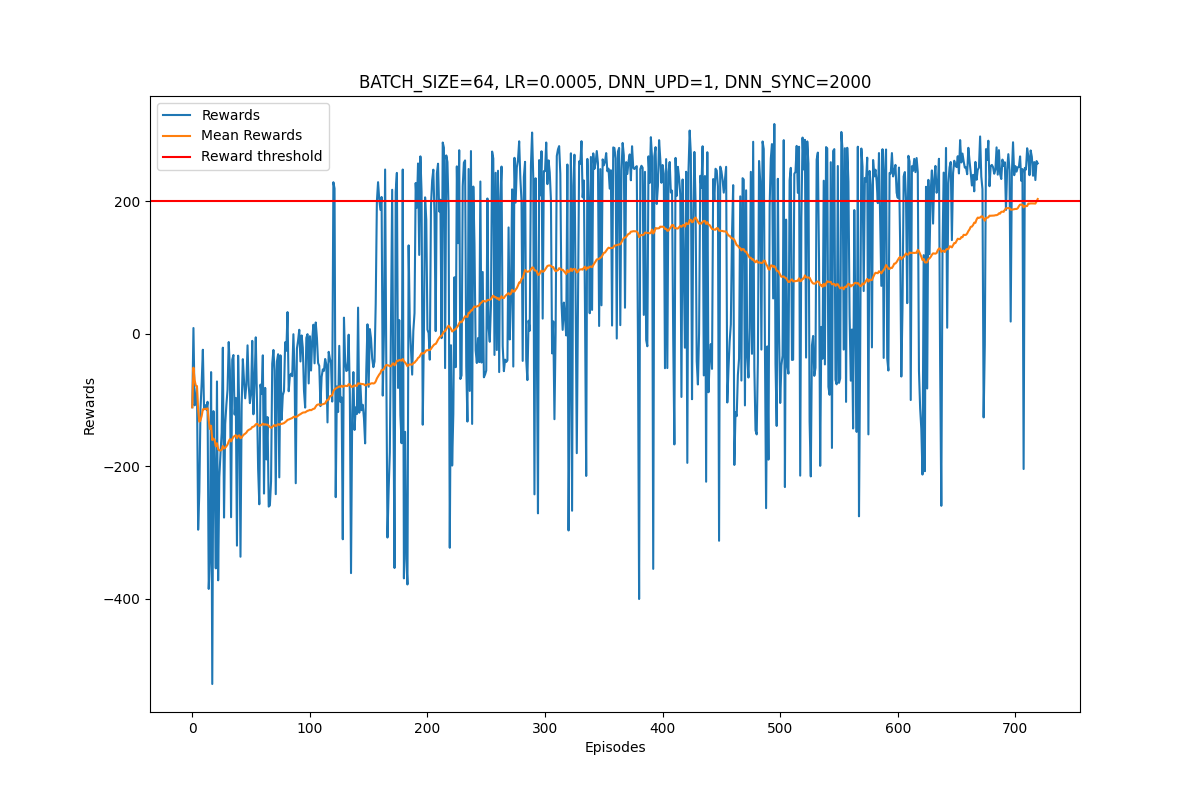 BATCH_SIZE=64, LR=0.0005, DNN_UPD=1, DNN_SYNC=2000
Rewards
Mean Rewards
Reward threshold
200
0
−200
−400
Rewards
0 100 200 300 400 500 600 700
Episodes